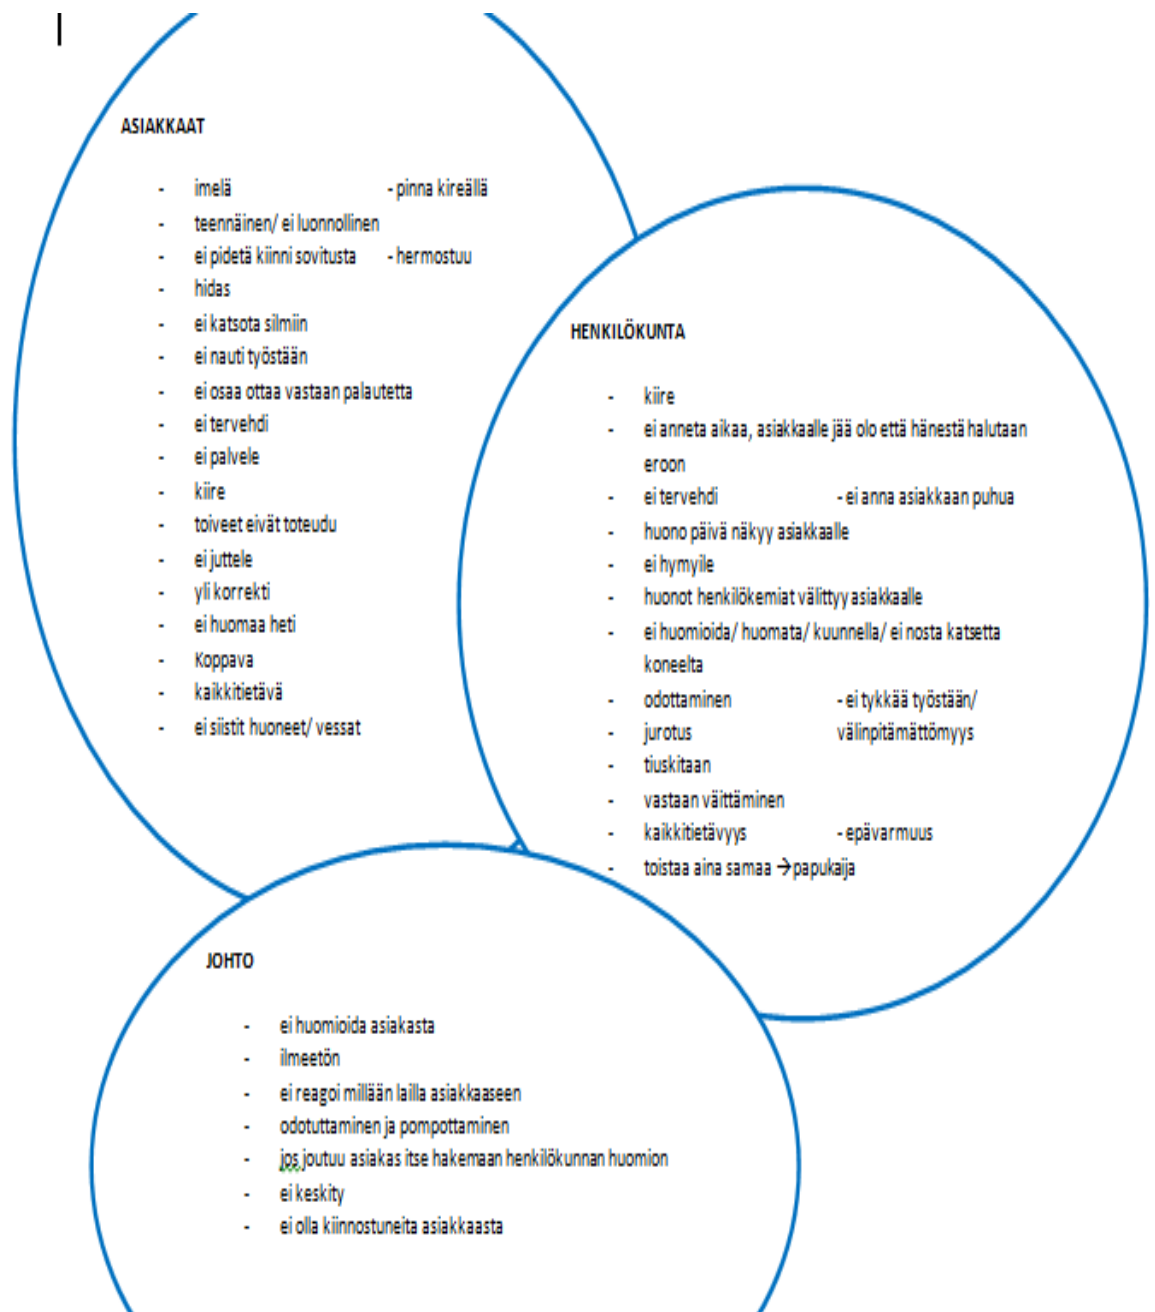 ASIAKKAAT
- imelä - pinna kireällä
- teennäinen/ ei luonnollinen
- ei pidetä kiinni sovitusta - hermostuu
- hidas
- ei katsota silmiin
- ei nauti työstään
- ei osaa ottaa vastaan palautetta
- ei tervehdi
- ei palvele
- kiire
- toiveet eivät toteudu
- ei juttele
- yli korrekti
- ei huomaa heti
- Koppava
- kaikkitietävä
- ei siistit huoneet/ vessat
HENKILÖKUNTA
- kiire
- ei anneta aikaa, asiakkaalle jää olo että hänestä halutaan
eroon
- ei tervehdi - ei anna asiakkaan puhua
- huono päivä näkyy asiakkaalle
- ei hymyile
- huonot henkilökemiat välittyy asiakkaalle
- ei huomioida/ huomata/ kuunnella/ ei nosta katsetta
koneelta
- odottaminen - ei tykkää työstään/
- jurotus välinpitämättömyys
- tiuskitaan
- vastaan väittäminen
- kaikkitietävyys - epävarmuus
- toistaa aina samaa → papukaija
JOHTO
- ei huomioida asiakasta
- ilmeetön
- ei reagoi millään lailla asiakkaaseen
- odotuttaminen ja pompottaminen
- jos joutuu asiakas itse hakemaan henkilökunnan huomion
- ei keskity
- ei olla kiinnostuneita asiakkaasta